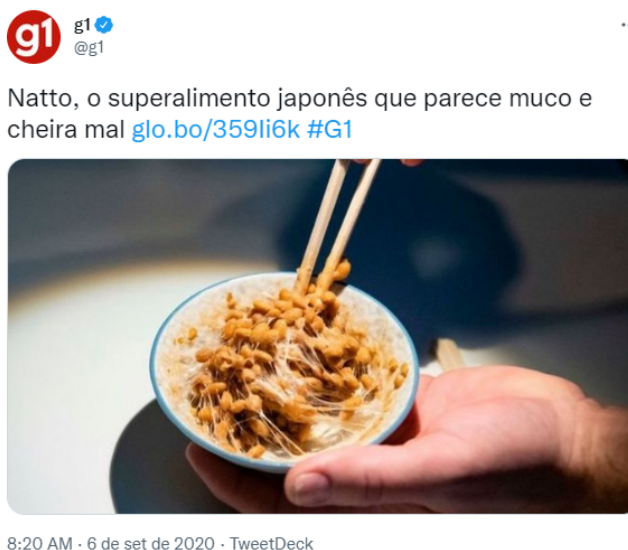 g1
g1
@g1
Natto, o superalimento japonês que parece muco e
cheira mal glo.bo/359Ii6k #G1
8:20 AM · 6 de set de 2020 · TweetDeck